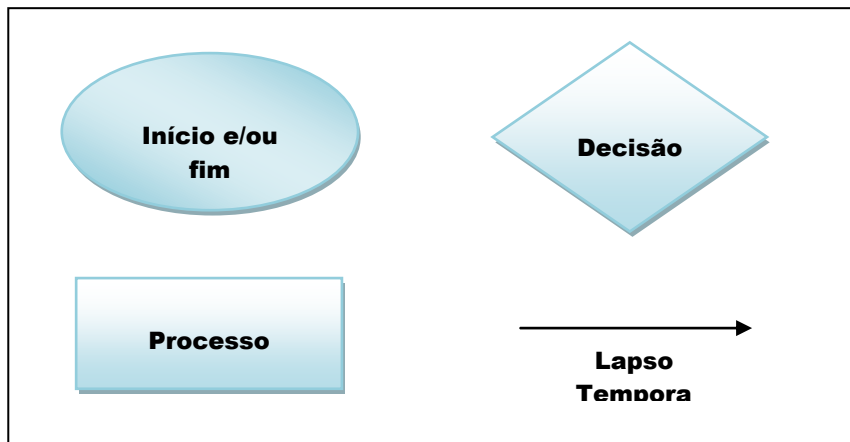 Início e/ou
fim
Decisão
Processo
Lapso
Tempora